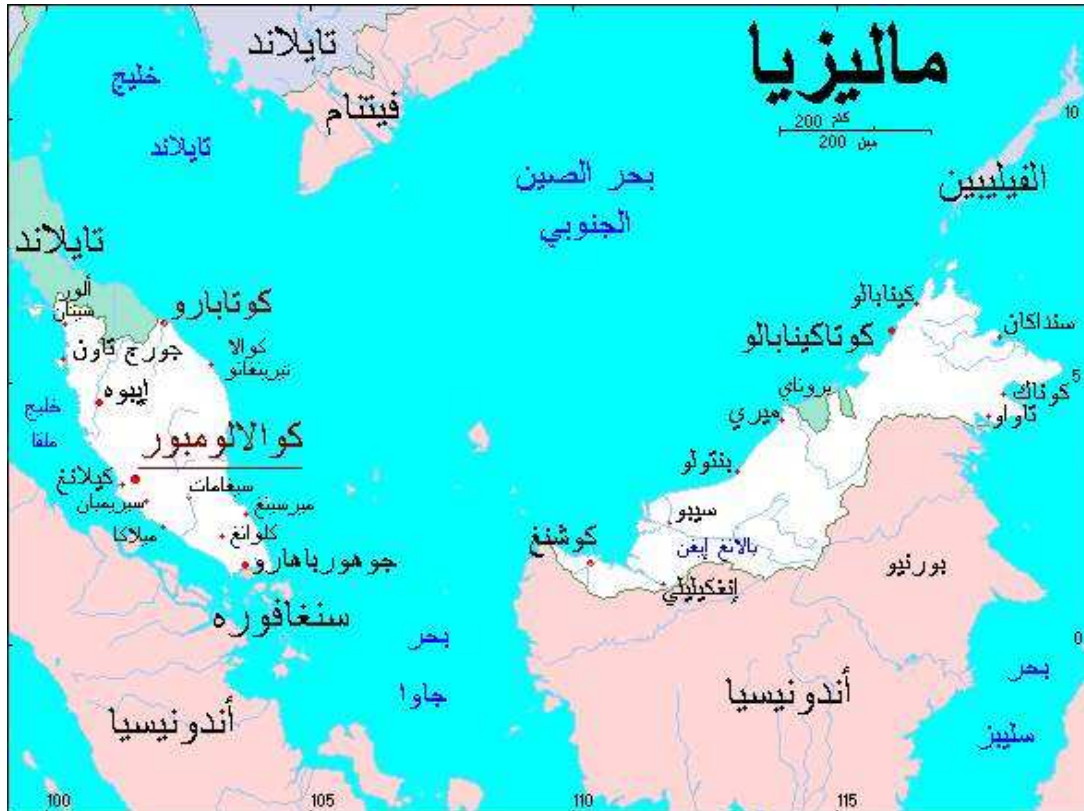 ماليزيا
كلم 200
200 ميل
10
تايلاند
خليج
تايلاند
فيتنام
بحر الصين
الجنوبي
الفيليبين
تايلاند
ألور
سيتان
كوتابارو
جورج تاون
كوالا
تيرينغانو
إيبوه
خليج
ملقا
كوالالومبور
كيلانغ
سيغامات
سيريمبان
ميرسينغ
ميلاكا
كلوانغ
جوهورباهارو
سنغافوره
كينابالو
كوتاكينابالو
سنداكان
5
كوناك
تاواو
بروناي
ميري
بنتولو
سيبو
بالانغ إيغن
كوشنغ
إنغكيليلي
بورنيو
0
بحر
جاوا
أندونيسيا
أندونيسيا
بحر
سليبز
100
105
110
115